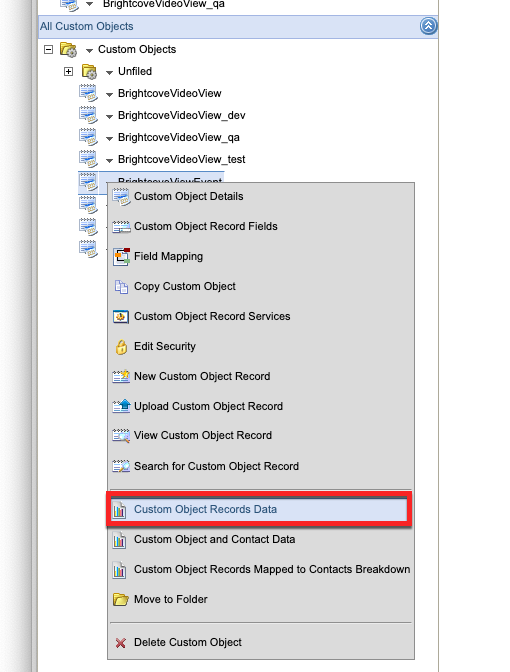 BrightcoveVideoView_qa
All Custom Objects
Custom Objects
Unfiled
BrightcoveVideoView
BrightcoveVideoView_dev
BrightcoveVideoView_qa
BrightcoveVideoView_test
BrightcoveViewEvent
Custom Object Details
Custom Object Record Fields
Field Mapping
Copy Custom Object
Custom Object Record Services
Edit Security
New Custom Object Record
Upload Custom Object Record
View Custom Object Record
Search for Custom Object Record
Custom Object Records Data
Custom Object and Contact Data
Custom Object Records Mapped to Contacts Breakdown
Move to Folder
Delete Custom Object